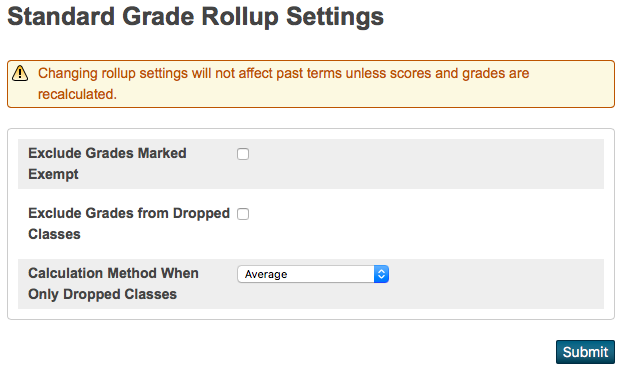 Standard Grade Rollup Settings
Changing rollup settings will not affect past terms unless scores and grades are
recalculated.
Exclude Grades Marked
Exempt
Exclude Grades from Dropped
Classes
Calculation Method When
Only Dropped Classes
Average
Submit